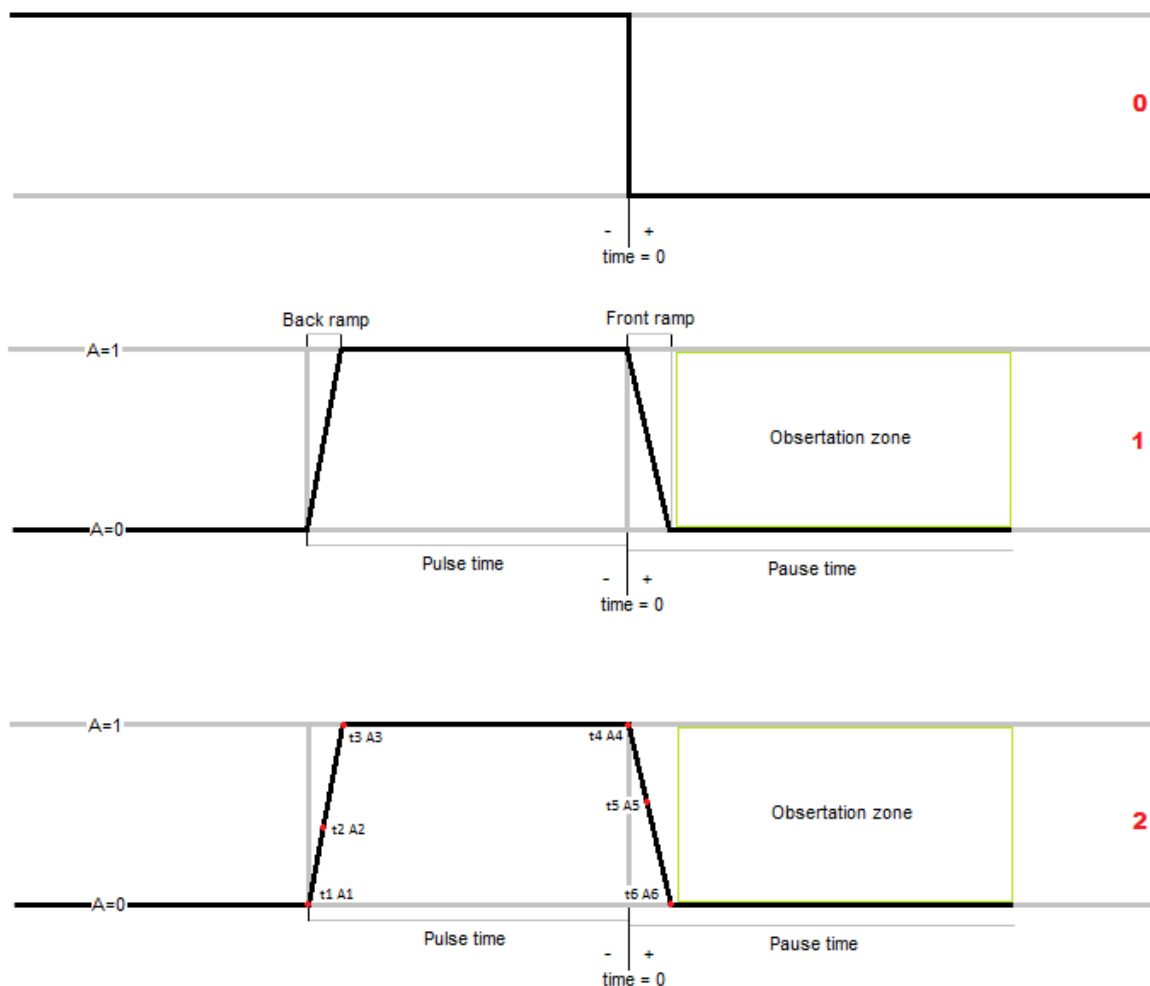 0
- +
time = 0
Back ramp
Front ramp
A=1
Obsertation zone
1
A=0
Pulse time
Pause time
- +
time = 0
A=1
t3 A3
t4 A4
t5 A5
Obsertation zone
2
t2 A2
t1 A1
t6 A6
A=0
Pulse time
Pause time
- +
time = 0